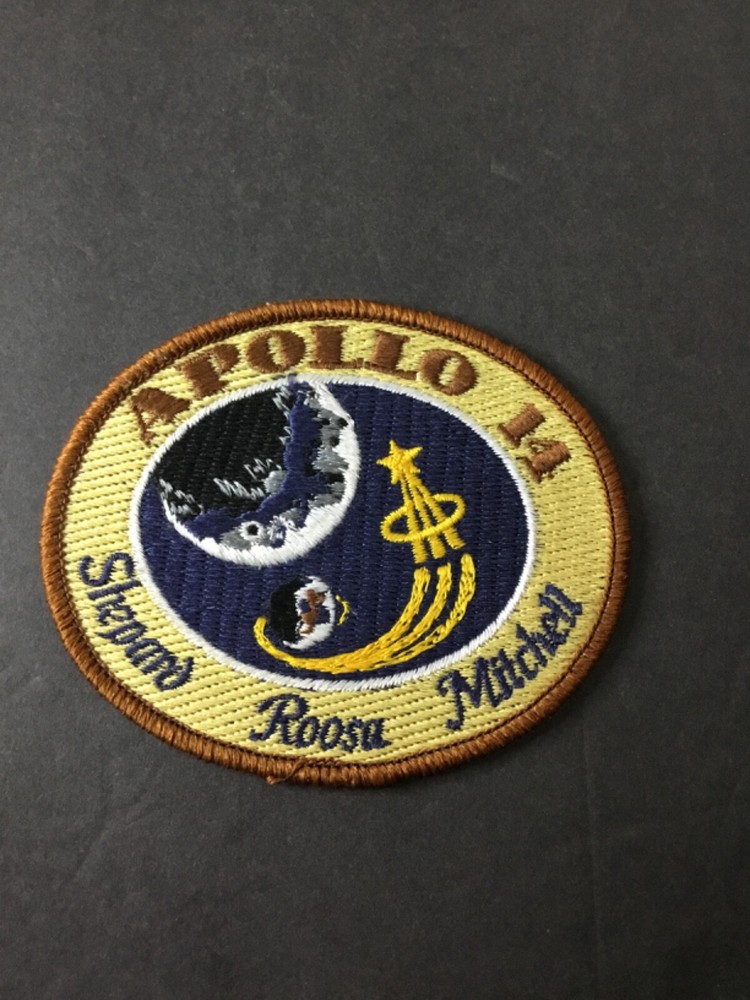 APOLLO 14
Shepard
Roosa
Mitchell